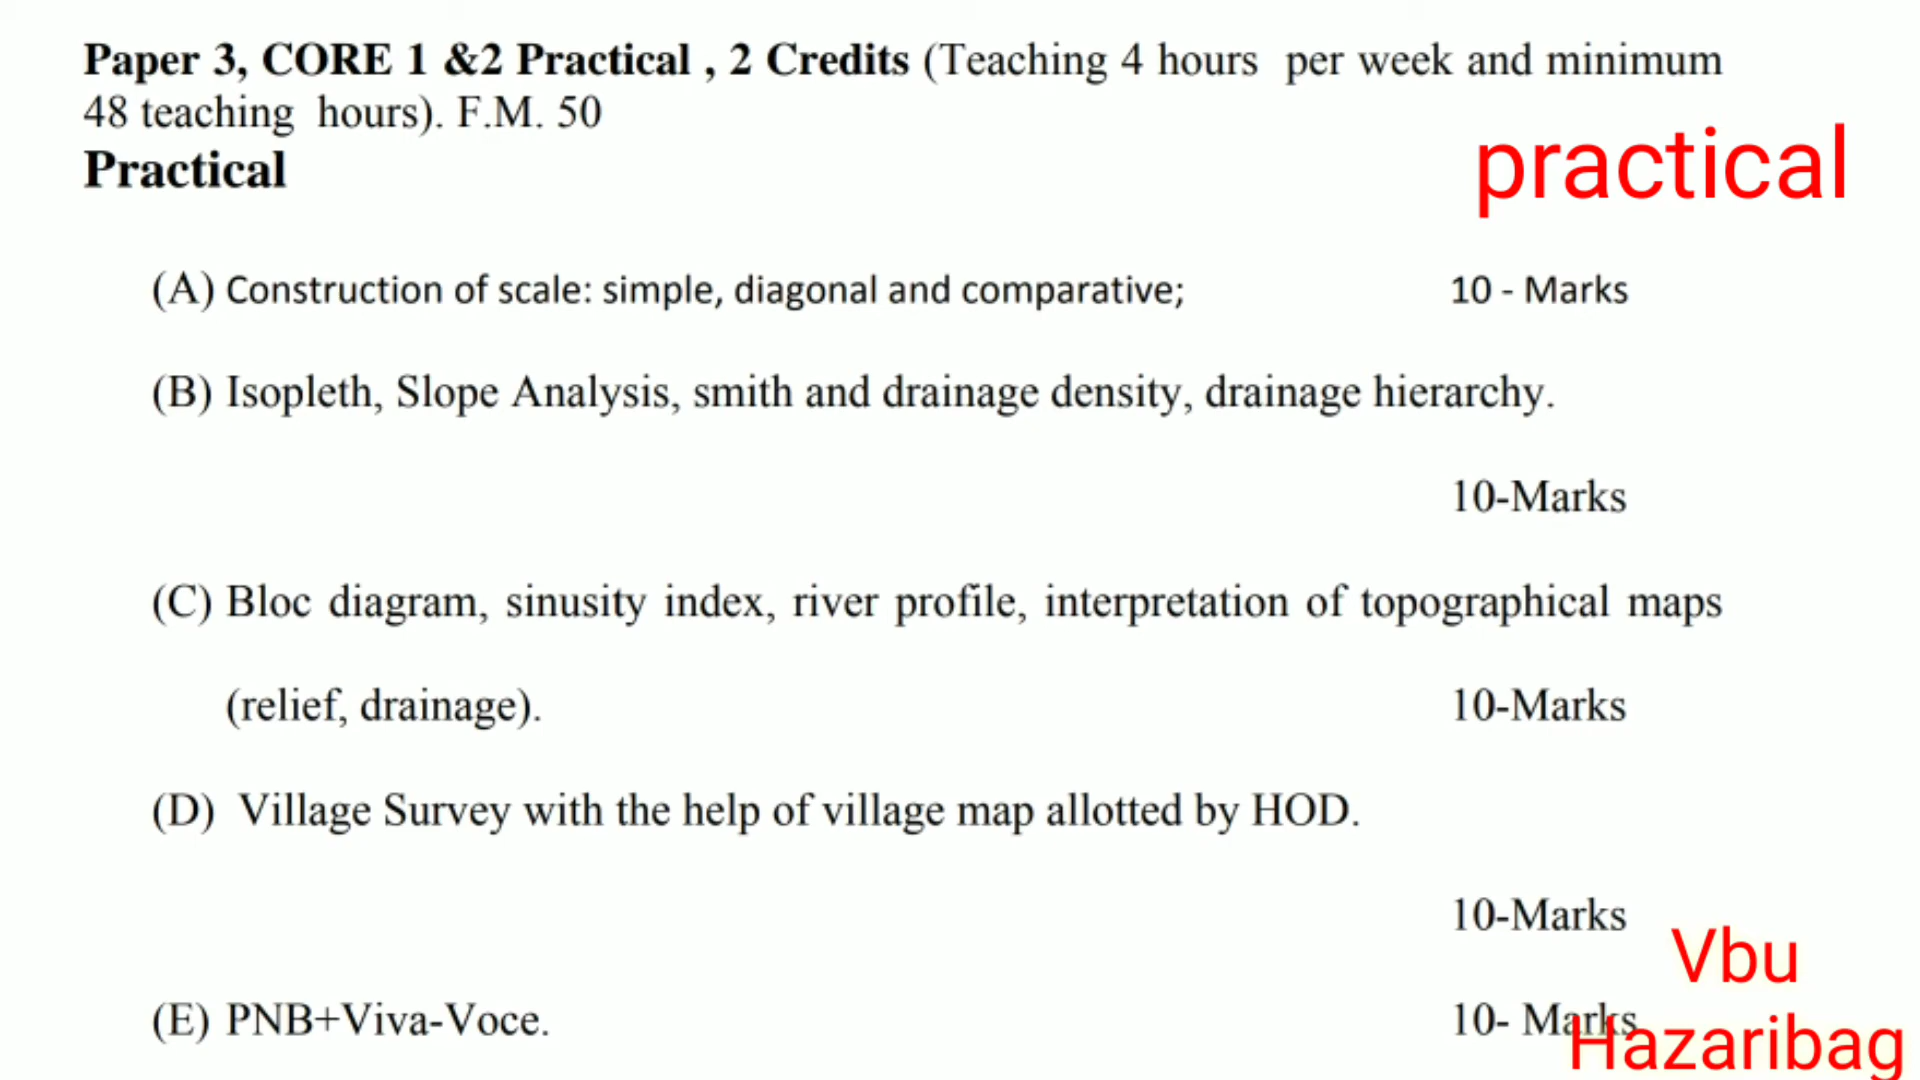 Paper 3, CORE 1 &2 Practical , 2 Credits (Teaching 4 hours per week and minimum
48 teaching hours). F.M. 50
Practical
practical
(A) Construction of scale: simple, diagonal and comparative; 10 - Marks
(B) Isopleth, Slope Analysis, smith and drainage density, drainage hierarchy.
10-Marks
(C) Bloc diagram, sinusity index, river profile, interpretation of topographical maps
(relief, drainage). 10-Marks
(D) Village Survey with the help of village map allotted by HOD.
10-Marks
(E) PNB+Viva-Voce. 10- Marks
Vbu
Hazaribag